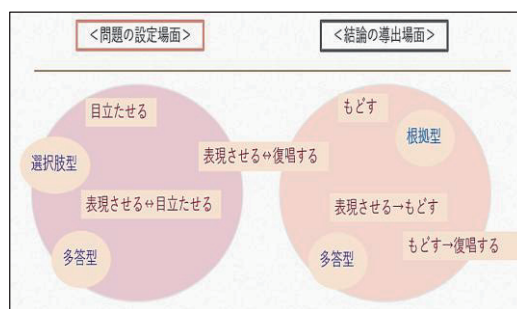 <問題の設定場面>
<結論の導出場面>
目立たせる
選択肢型
表現させる↔目立たせる
多答型
表現させる↔復唱する
もどす
根拠型
表現させる→もどす
もどす→復唱する
多答型